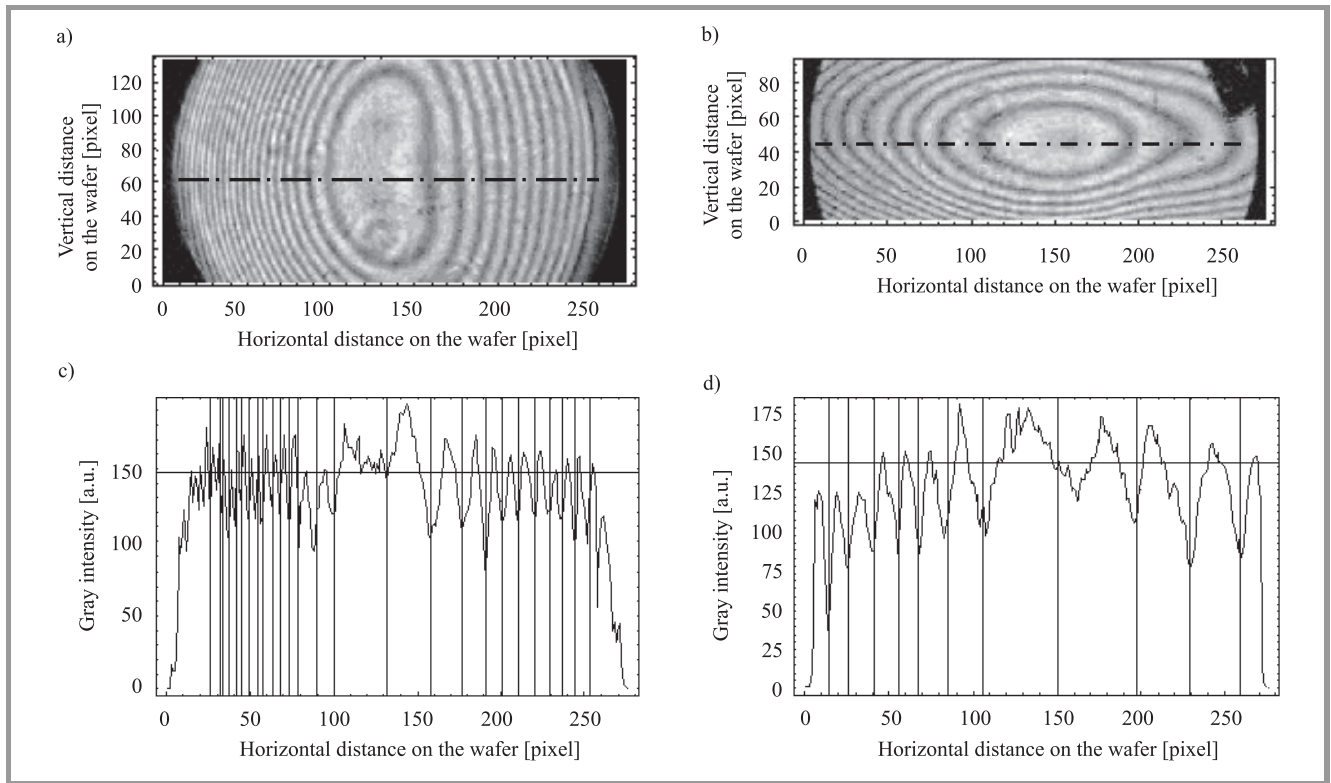 a)
Vertical distance
on the wafer [pixel]
120
100
80
60
40
20
0
0 50 100 150 200 250
Horizontal distance on the wafer [pixel]
b)
Vertical distance
on the wafer [pixel]
80
60
40
20
0
0 50 100 150 200 250
Horizontal distance on the wafer [pixel]
c)
Gray intensity [a.u.]
150
100
50
0
0 50 100 150 200 250
Horizontal distance on the wafer [pixel]
d)
Gray intensity [a.u.]
175
150
125
100
75
50
25
0
0 50 100 150 200 250
Horizontal distance on the wafer [pixel]